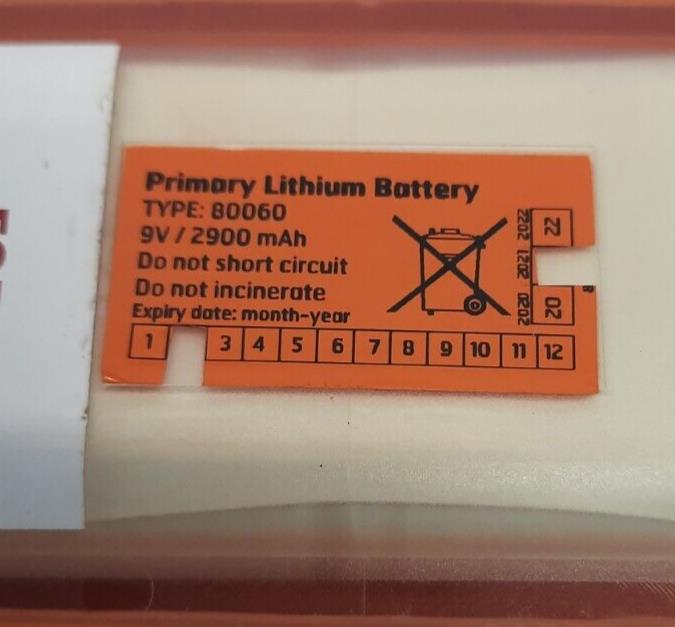 Primary Lithium Battery
TYPE: 80060
9V / 2900 mAh
Do not short circuit
Do not incinerate
Expiry date: month-year
1 3 4 5 6 7 8 9 10 11 12
2022 2021 2020
22 20